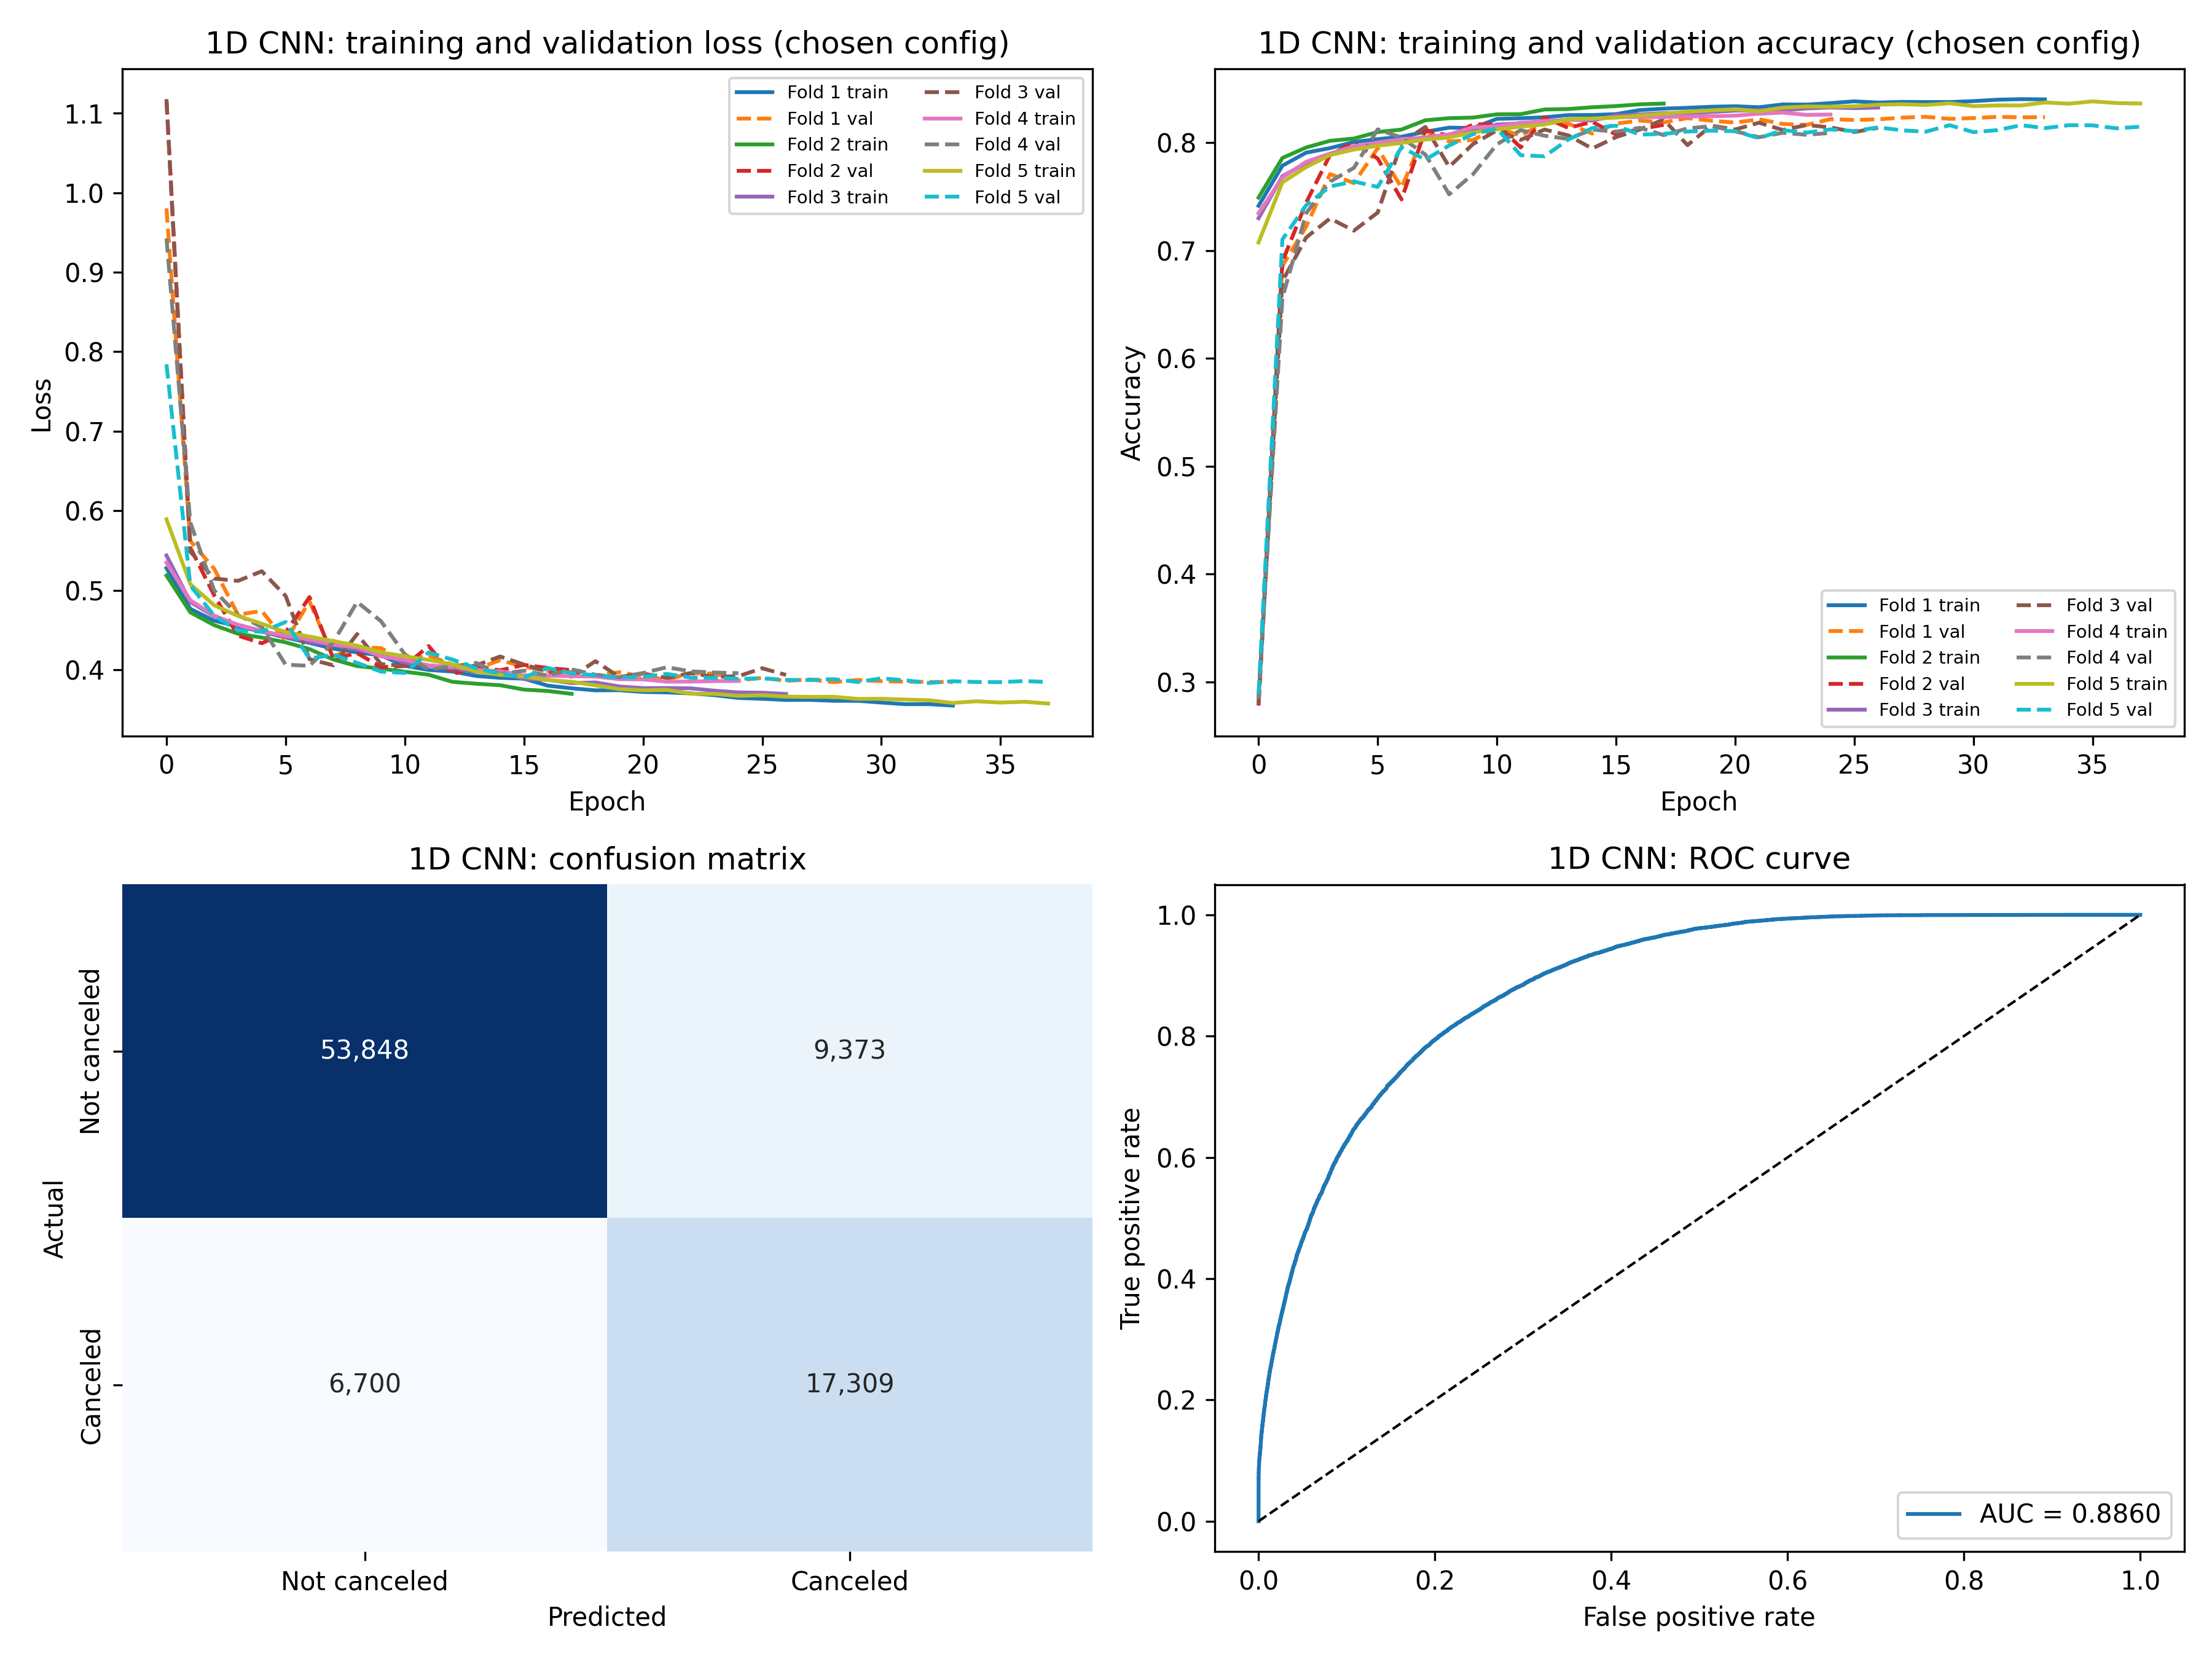 1D CNN: training and validation loss (chosen config)
Loss
1.1
1.0
0.9
0.8
0.7
0.6
0.5
0.4
0 5 10 15 20 25 30 35
Epoch
Fold 1 train
Fold 1 val
Fold 2 train
Fold 2 val
Fold 3 train
Fold 3 val
Fold 4 train
Fold 4 val
Fold 5 train
Fold 5 val
1D CNN: training and validation accuracy (chosen config)
Accuracy
0.8
0.7
0.6
0.5
0.4
0.3
0 5 10 15 20 25 30 35
Epoch
Fold 1 train
Fold 1 val
Fold 2 train
Fold 2 val
Fold 3 train
Fold 3 val
Fold 4 train
Fold 4 val
Fold 5 train
Fold 5 val
1D CNN: confusion matrix
Actual
Not canceled
Canceled
53,848 9,373
6,700 17,309
Not canceled Canceled
Predicted
1D CNN: ROC curve
True positive rate
1.0
0.8
0.6
0.4
0.2
0.0
0.0 0.2 0.4 0.6 0.8 1.0
False positive rate
AUC = 0.8860